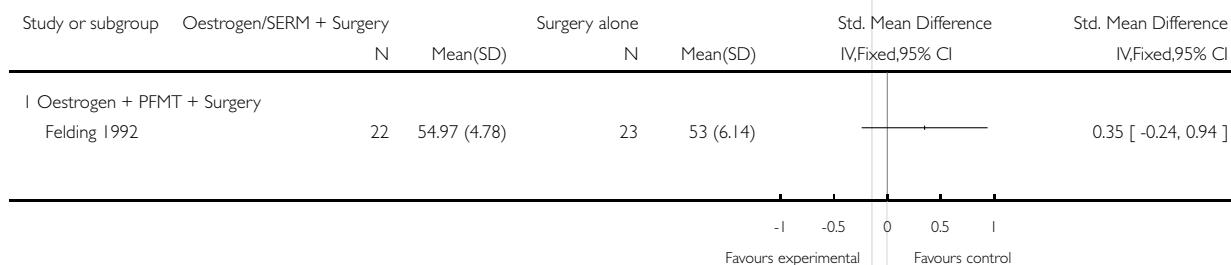 Study or subgroup Oestrogen/SERM + Surgery Surgery alone Std. Mean Difference Std. Mean Difference
N Mean(SD) N Mean(SD) IV,Fixed,95% CI IV,Fixed,95% CI
1 Oestrogen + PFMT + Surgery
Felding 1992 22 54.97 (4.78) 23 53 (6.14) 0.35 [ -0.24, 0.94 ]
-1 -0.5 0 0.5 1
Favours experimental Favours control